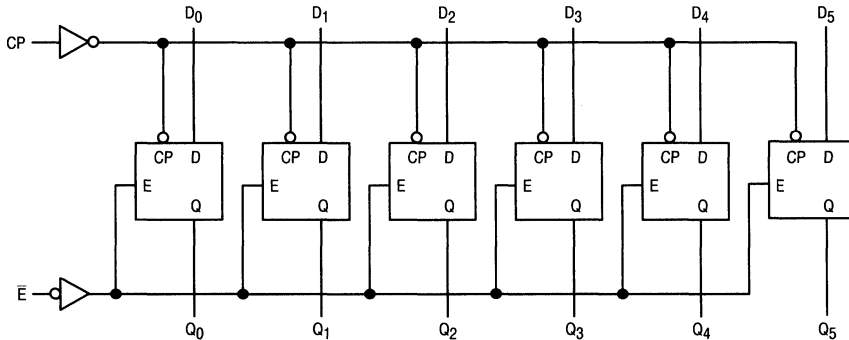 D0 D1 D2 D3 D4 D5
CP
CP D CP D CP D CP D CP D CP D
E E E E E E
Q Q Q Q Q Q
E̅
Q0 Q1 Q2 Q3 Q4 Q5